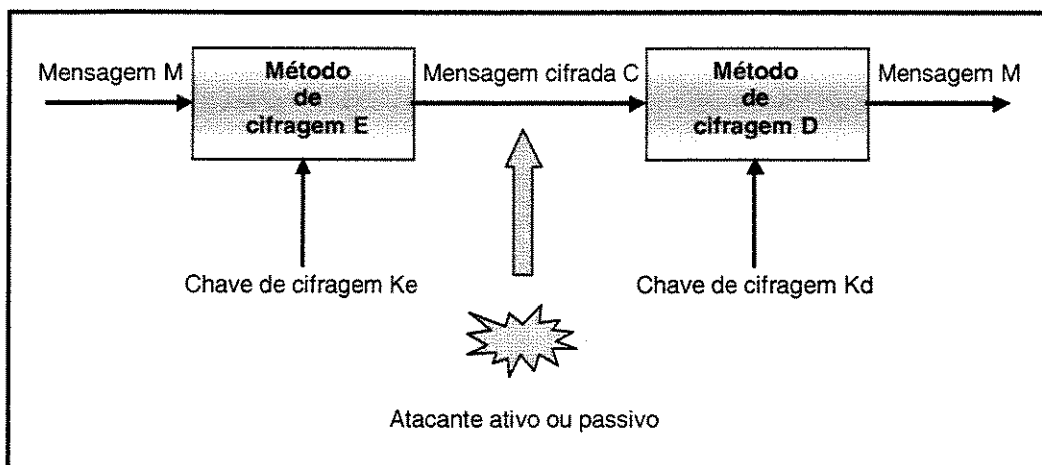 Mensagem M
Método
de
cifragem E
Mensagem cifrada C
Método
de
cifragem D
Mensagem M
Chave de cifragem Ke
Chave de cifragem Kd
Atacante ativo ou passivo